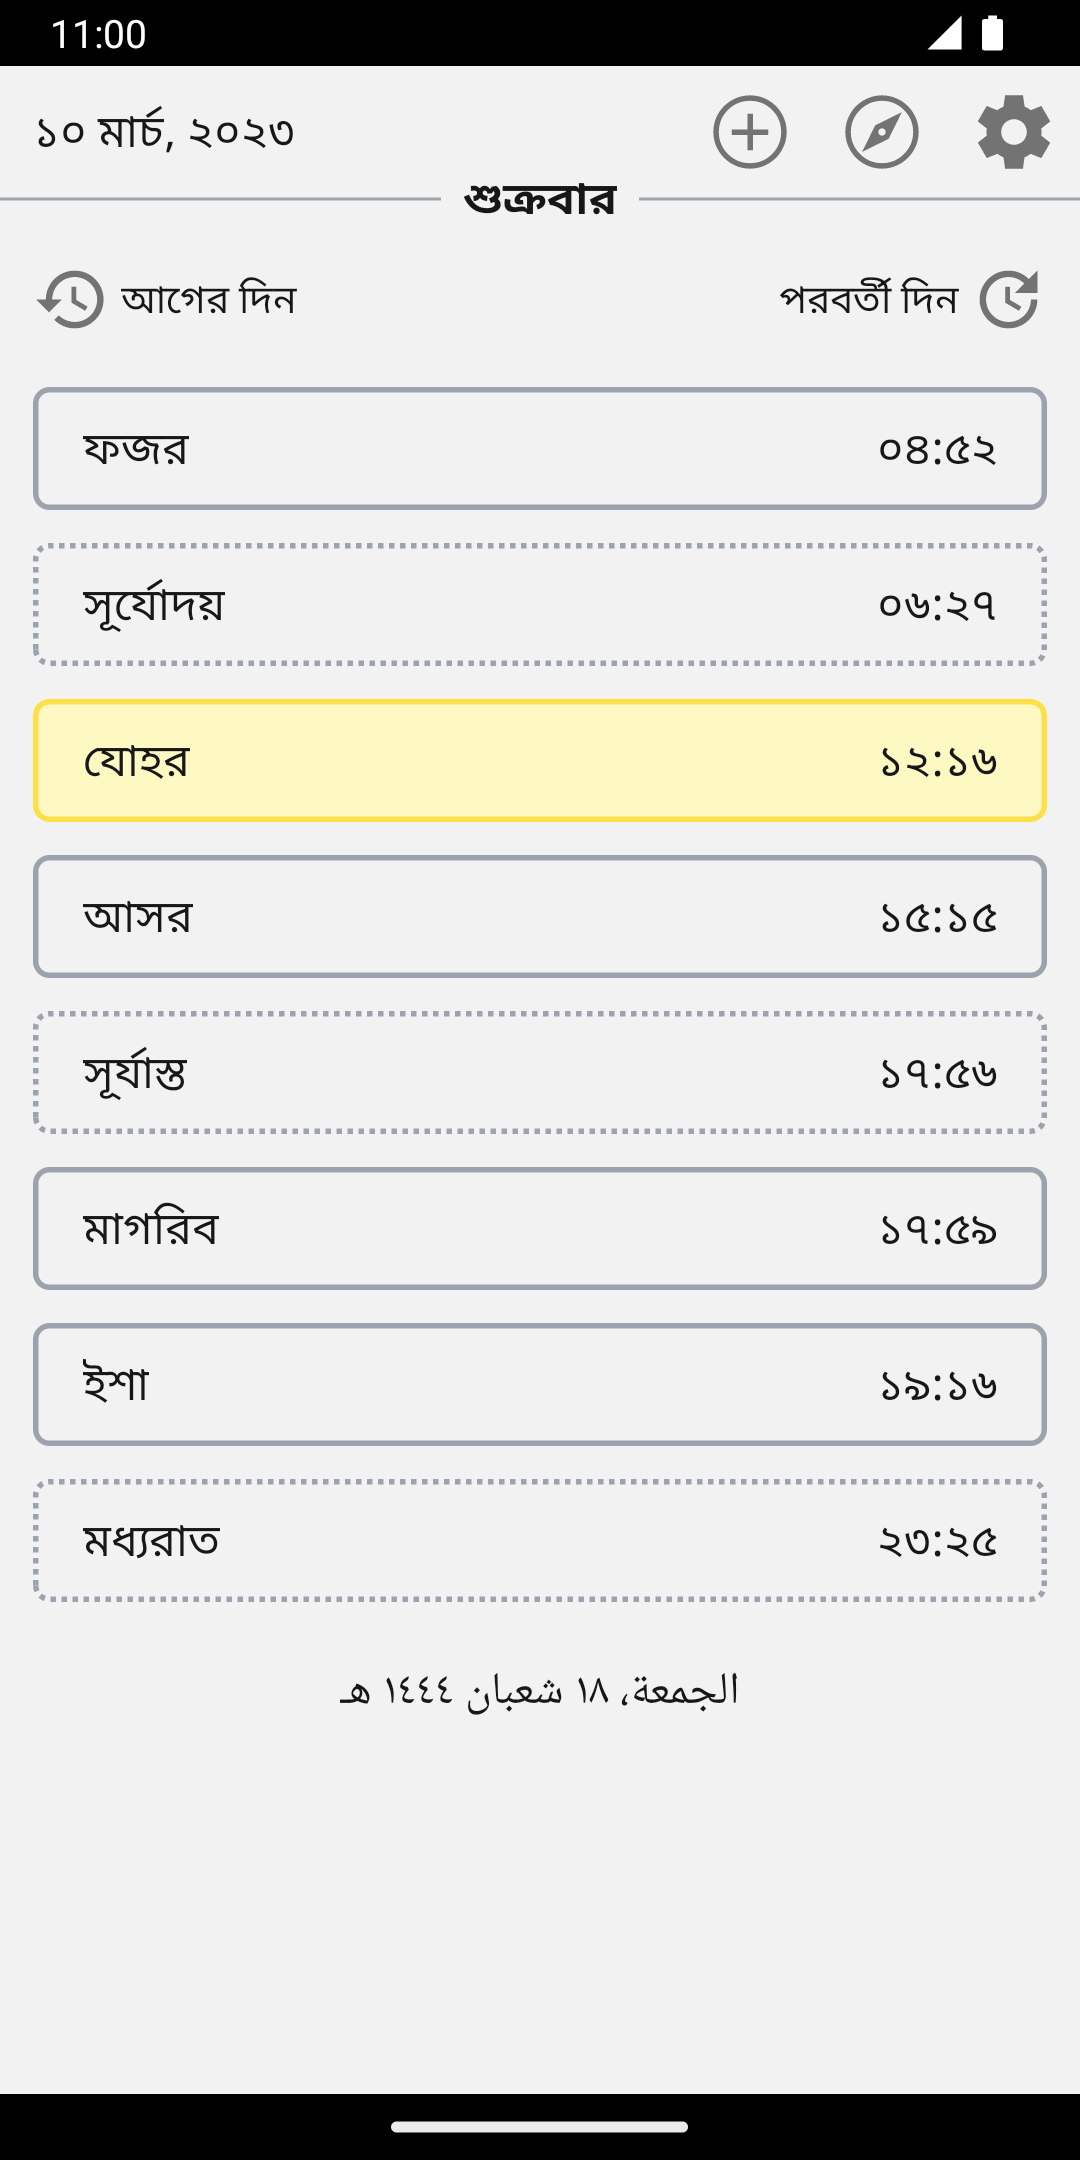 11:00
১০ মার্চ, ২০২৩
শুক্রবার
আগের দিন
পরবর্তী দিন
ফজর ০৪:৫২
সূর্যোদয় ০৬:২৭
যোহর ১২:১৬
আসর ১৫:১৫
সূর্যাস্ত ১৭:৫৬
মাগরিব ১৭:৫৯
ইশা ১৯:১৬
মধ্যরাত ২৩:২৫
الجمعة، ١٨ شعبان ١٤٤٤ هـ